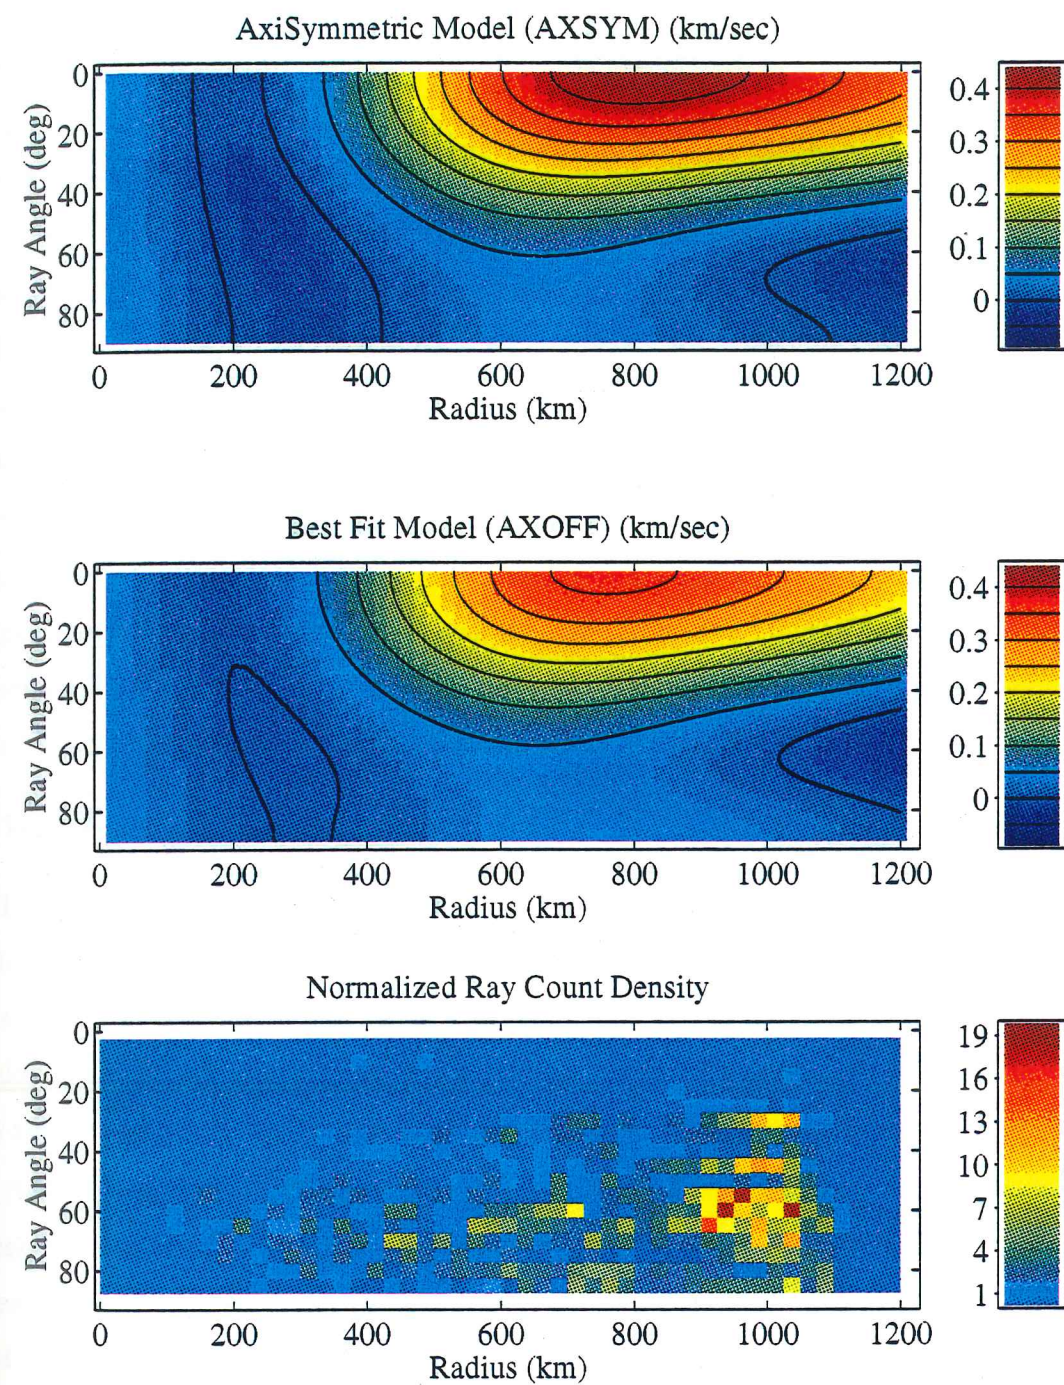 AxiSymmetric Model (AXSYM) (km/sec)
0
20
40
60
80
Ray Angle (deg)
0 200 400 600 800 1000 1200
Radius (km)
0.4
0.3
0.2
0.1
0
Best Fit Model (AXOFF) (km/sec)
0
20
40
60
80
Ray Angle (deg)
0 200 400 600 800 1000 1200
Radius (km)
0.4
0.3
0.2
0.1
0
Normalized Ray Count Density
0
20
40
60
80
Ray Angle (deg)
0 200 400 600 800 1000 1200
Radius (km)
19
16
13
10
7
4
1